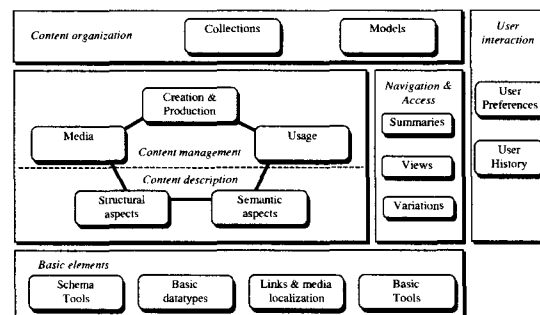 Content organization
Collections
Models
User
interaction
User
Preferences
User
History
Creation &
Production
Media
Usage
Content management
Content description
Structural
aspects
Semantic
aspects
Navigation &
Access
Summaries
Views
Variations
Basic elements
Schema
Tools
Basic
datatypes
Links & media
localization
Basic
Tools